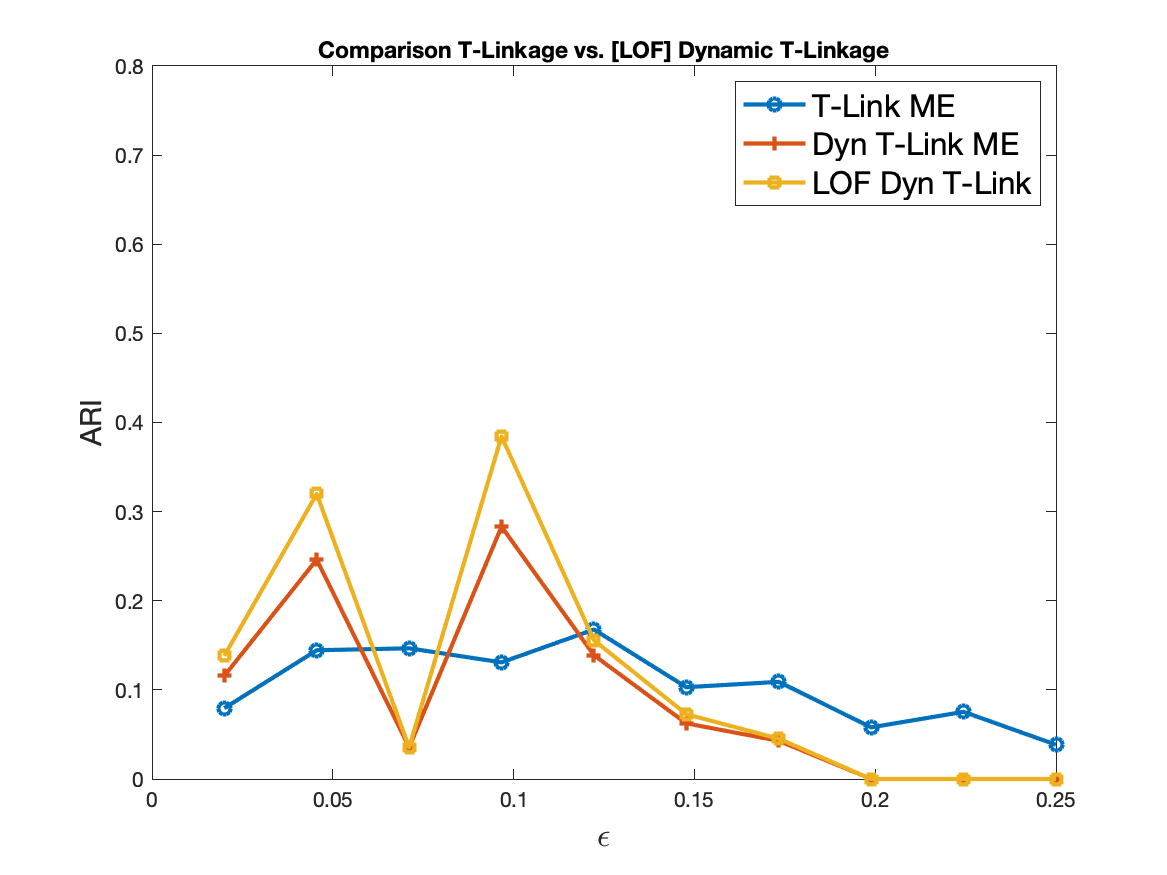 Comparison T-Linkage vs. [LOF] Dynamic T-Linkage
T-Link ME
Dyn T-Link ME
LOF Dyn T-Link
ARI
0.8
0.7
0.6
0.5
0.4
0.3
0.2
0.1
0
0 0.05 0.1 0.15 0.2 0.25
ϵ